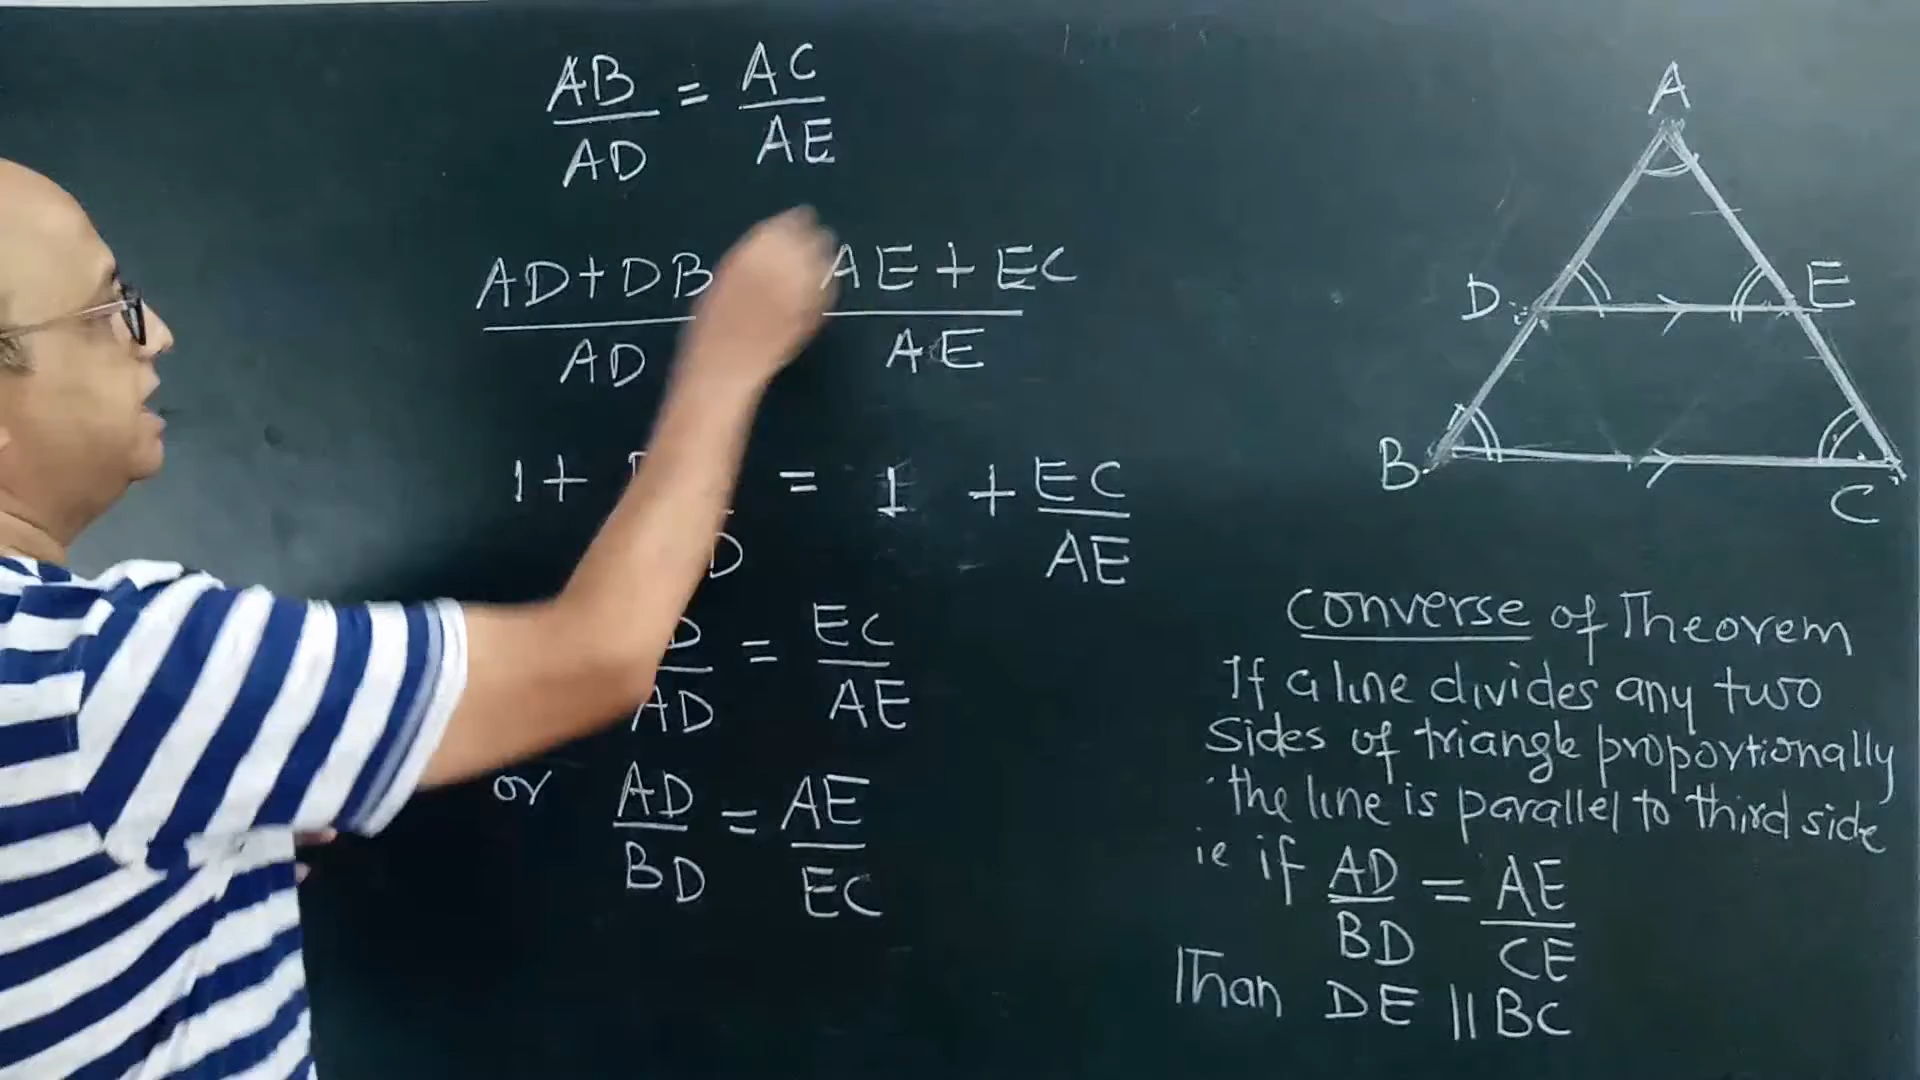 AB/AD = AC/AE
AD+DB/AD AE+EC/AE
1+ = 1 + EC/AE
/AD = EC/AE
or AD/BD = AE/EC
A
D
E
B
C
converse of Theorem
If a line divides any two
sides of triangle proportionally
the line is parallel to third side
ie if AD/BD = AE/CE
Than DE || BC